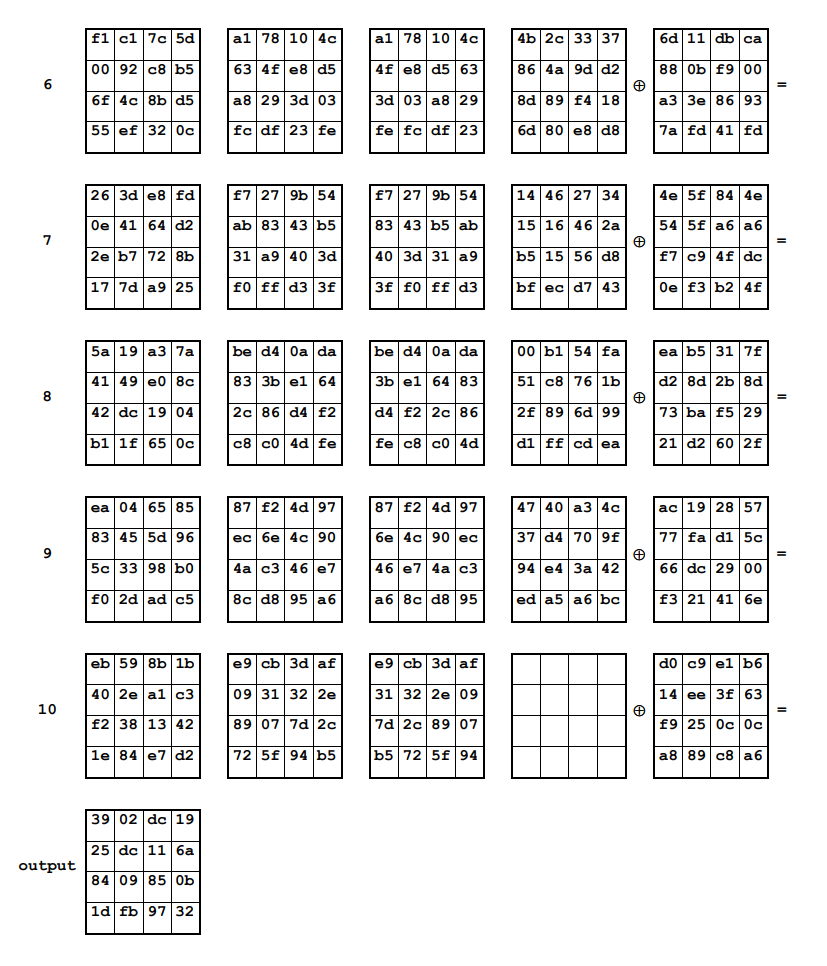 f1 c1 7c 5d a1 78 10 4c a1 78 10 4c 4b 2c 33 37 6d 11 db ca
00 92 c8 b5 63 4f e8 d5 4f e8 d5 63 86 4a 9d d2 88 0b f9 00
6 ⊕ =
6f 4c 8b d5 a8 29 3d 03 3d 03 a8 29 8d 89 f4 18 a3 3e 86 93
55 ef 32 0c fc df 23 fe fe fc df 23 6d 80 e8 d8 7a fd 41 fd
26 3d e8 fd f7 27 9b 54 f7 27 9b 54 14 46 27 34 4e 5f 84 4e
0e 41 64 d2 ab 83 43 b5 83 43 b5 ab 15 16 46 2a 54 5f a6 a6
7 ⊕ =
2e b7 72 8b 31 a9 40 3d 40 3d 31 a9 b5 15 56 d8 f7 c9 4f dc
17 7d a9 25 f0 ff d3 3f 3f f0 ff d3 bf ec d7 43 0e f3 b2 4f
5a 19 a3 7a be d4 0a da be d4 0a da 00 b1 54 fa ea b5 31 7f
41 49 e0 8c 83 3b e1 64 3b e1 64 83 51 c8 76 1b d2 8d 2b 8d
8 ⊕ =
42 dc 19 04 2c 86 d4 f2 d4 f2 2c 86 2f 89 6d 99 73 ba f5 29
b1 1f 65 0c c8 c0 4d fe fe c8 c0 4d d1 ff cd ea 21 d2 60 2f
ea 04 65 85 87 f2 4d 97 87 f2 4d 97 47 40 a3 4c ac 19 28 57
83 45 5d 96 ec 6e 4c 90 6e 4c 90 ec 37 d4 70 9f 77 fa d1 5c
9 ⊕ =
5c 33 98 b0 4a c3 46 e7 46 e7 4a c3 94 e4 3a 42 66 dc 29 00
f0 2d ad c5 8c d8 95 a6 a6 8c d8 95 ed a5 a6 bc f3 21 41 6e
eb 59 8b 1b e9 cb 3d af e9 cb 3d af d0 c9 e1 b6
40 2e a1 c3 09 31 32 2e 31 32 2e 09 14 ee 3f 63
10 ⊕ =
f2 38 13 42 89 07 7d 2c 7d 2c 89 07 f9 25 0c 0c
1e 84 e7 d2 72 5f 94 b5 b5 72 5f 94 a8 89 c8 a6
39 02 dc 19
25 dc 11 6a
output
84 09 85 0b
1d fb 97 32